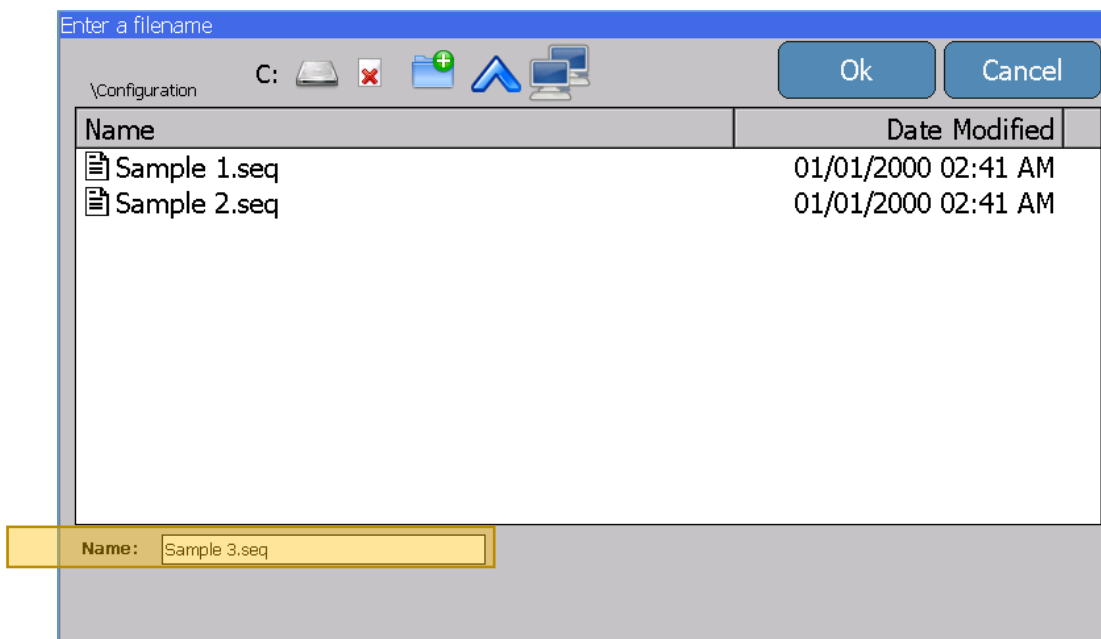 Enter a filename
\Configuration C: Ok Cancel
Name Date Modified
Sample 1.seq 01/01/2000 02:41 AM
Sample 2.seq 01/01/2000 02:41 AM
Name: Sample 3.seq